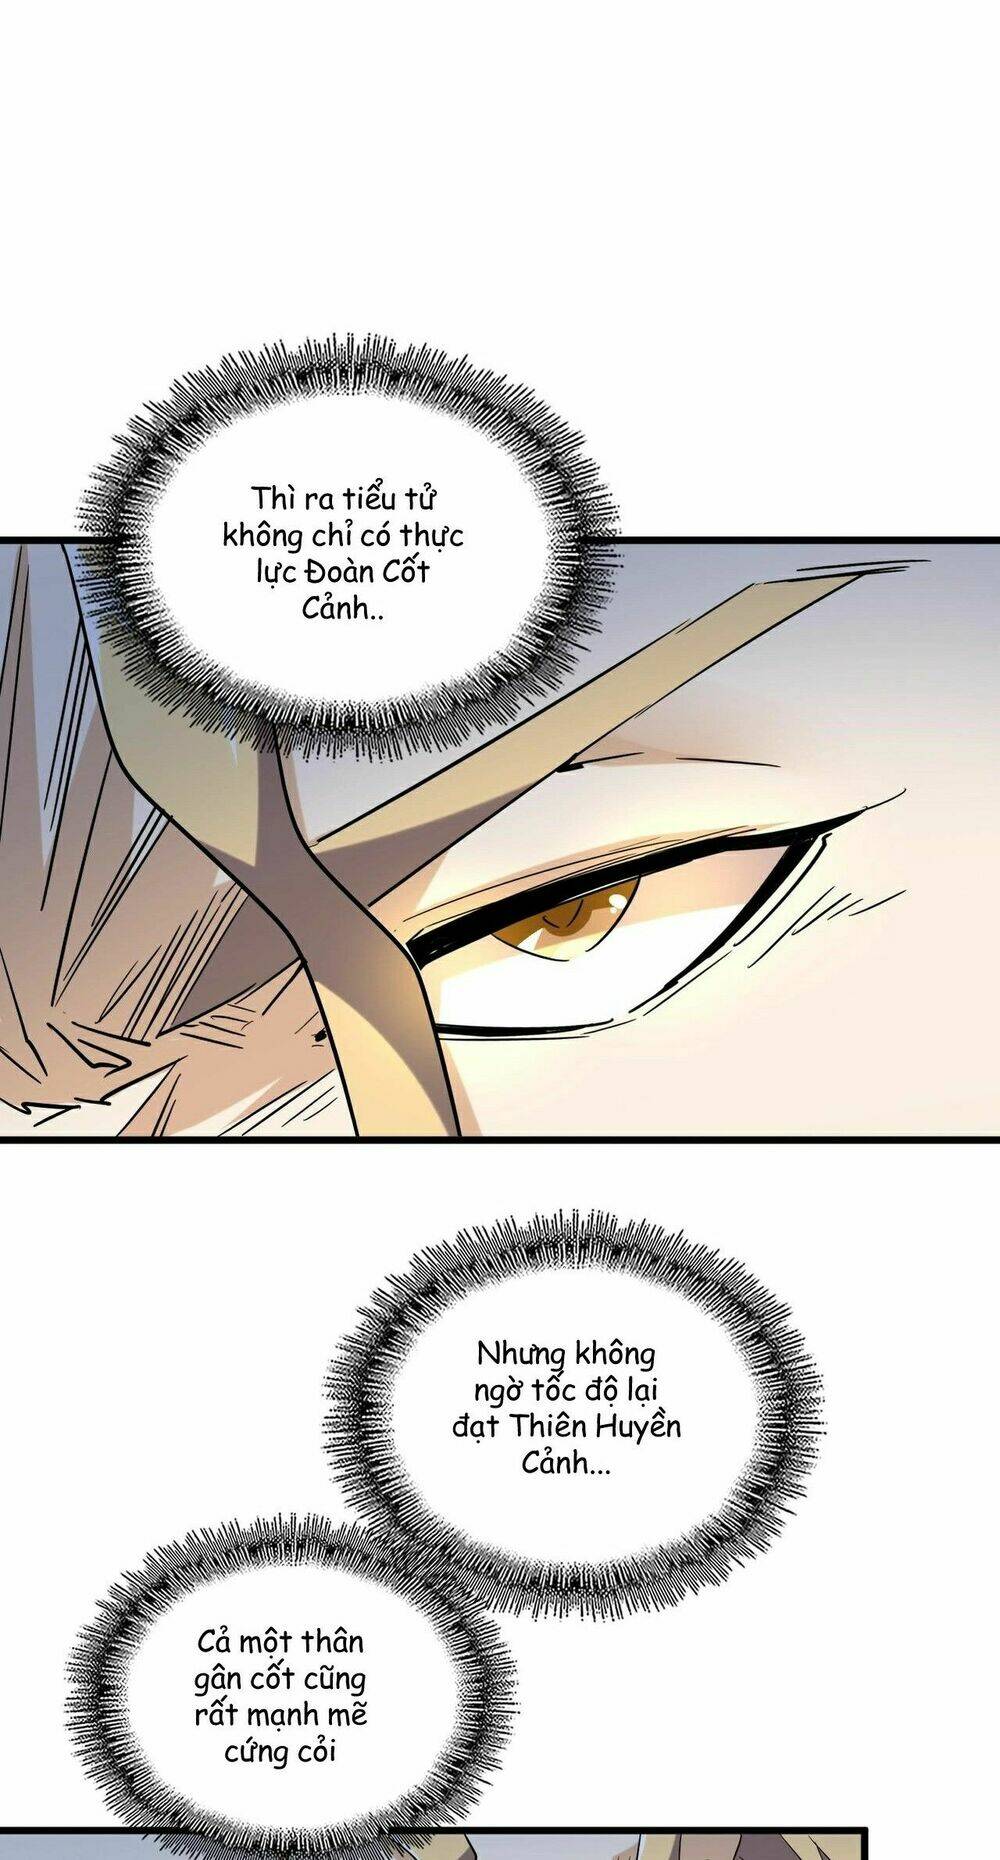 Thì ra tiểu tử
không chỉ có thực
lực Đoàn Cốt
Cảnh..
Nhưng không
ngờ tốc độ lại
đạt Thiên Huyền
Cảnh...
Cả một thân
gân cốt cũng
rất mạnh mẽ
cứng cỏi